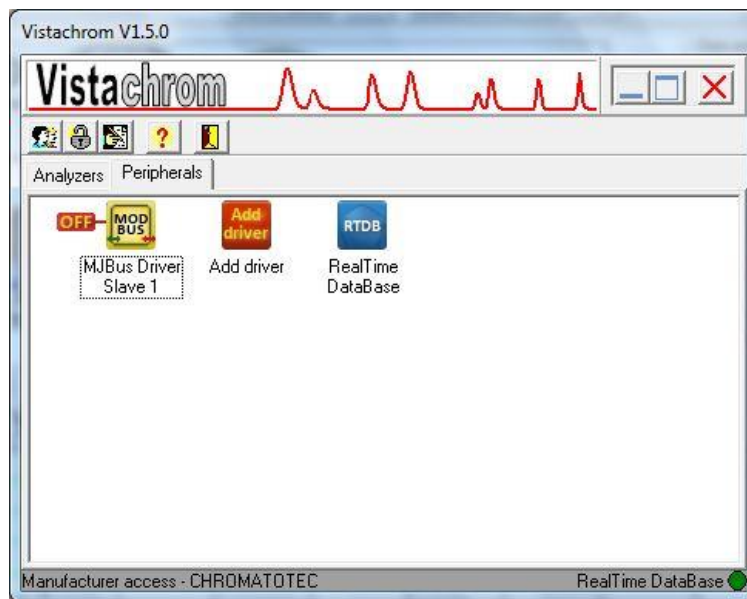 Vistachrom V1.5.0
Vistachrom
Analyzers Peripherals
OFF MOD BUS
Add driver
RTDB
MJBus Driver Slave 1
Add driver
RealTime DataBase
Manufacturer access - CHROMATOTEC RealTime DataBase